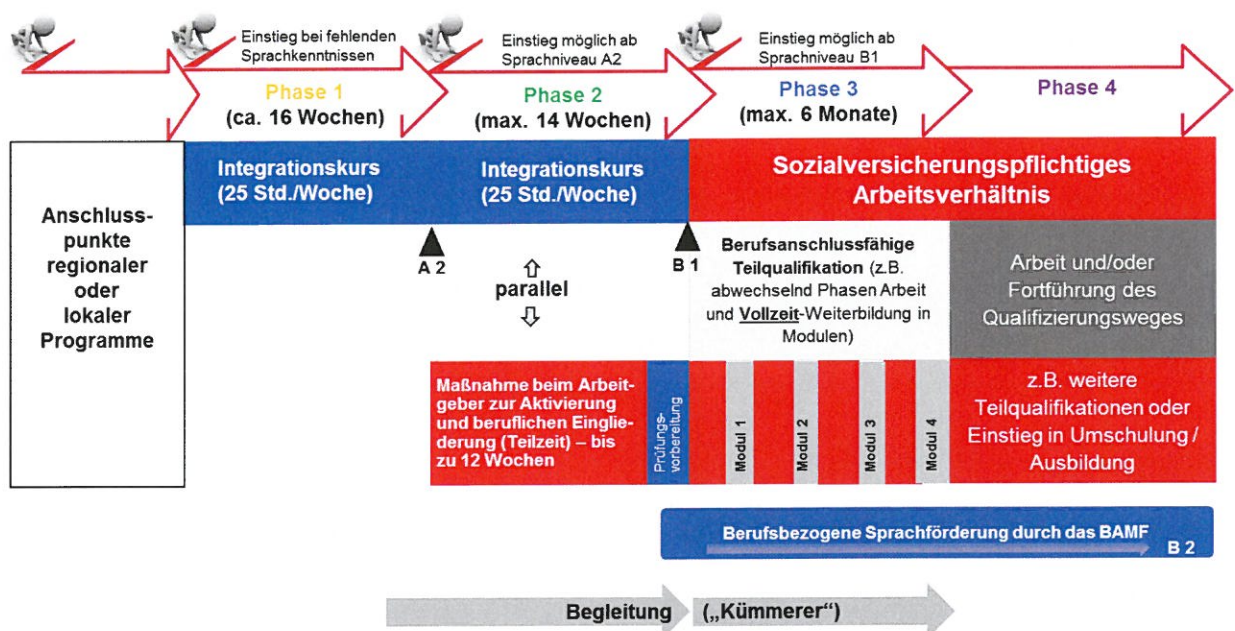 Einstieg bei fehlenden
Sprachkenntnissen
Einstieg möglich ab
Sprachniveau A2
Einstieg möglich ab
Sprachniveau B1
Phase 1
(ca. 16 Wochen)
Phase 2
(max. 14 Wochen)
Phase 3
(max. 6 Monate)
Phase 4
Anschluss-
punkte
regionaler
oder
lokaler
Programme
Integrationskurs
(25 Std./Woche)
Integrationskurs
(25 Std./Woche)
Sozialversicherungspflichtiges
Arbeitsverhältnis
A 2
parallel
B 1
Berufsanschlussfähige
Teilqualifikation (z.B.
abwechselnd Phasen Arbeit
und Vollzeit-Weiterbildung in
Modulen)
Arbeit und/oder
Fortführung des
Qualifizierungsweges
Maßnahme beim Arbeit-
geber zur Aktivierung
und beruflichen Einglie-
derung (Teilzeit) – bis
zu 12 Wochen
Prüfungs-
vorbereitung
Modul 1
Modul 2
Modul 3
Modul 4
z.B. weitere
Teilqualifikationen oder
Einstieg in Umschulung /
Ausbildung
Berufsbezogene Sprachförderung durch das BAMF
B 2
Begleitung („Kümmerer“)